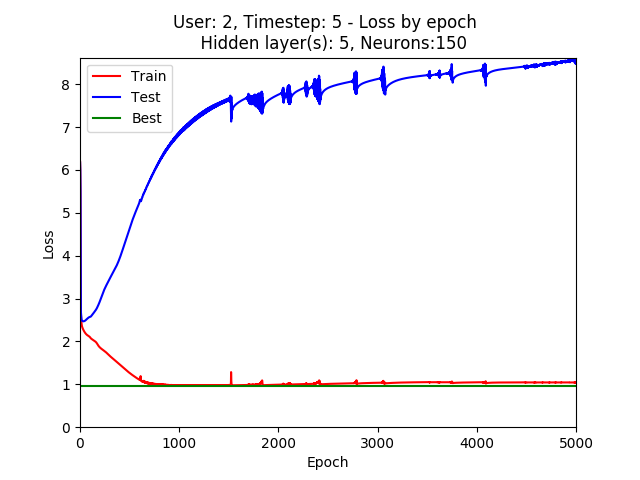 User: 2, Timestep: 5 - Loss by epoch
Hidden layer(s): 5, Neurons:150
Train
Test
Best
8
7
6
5
4
3
2
1
0
Loss
0
1000
2000
3000
4000
5000
Epoch